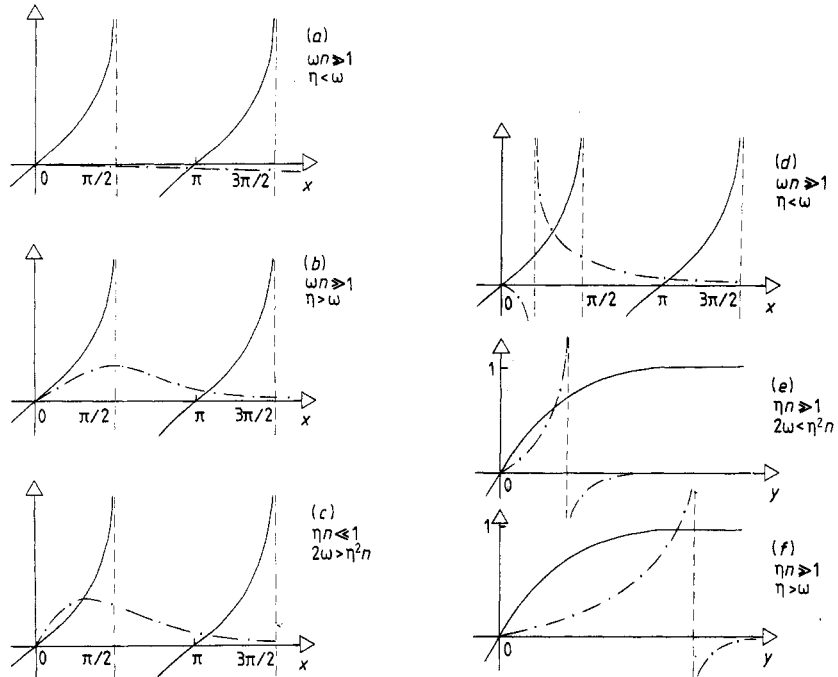 (a)
ωn⩾1
η<ω
0 π/2 π 3π/2 x
(b)
ωn⩾1
η>ω
0 π/2 π 3π/2 x
(c)
ηn⩽1
2ω>η²n
0 π/2 π 3π/2 x
(d)
ωn⩾1
η<ω
0 π/2 π 3π/2 x
1
(e)
ηn⩾1
2ω<η²n
0 y
1
(f)
ηn⩾1
η>ω
0 y